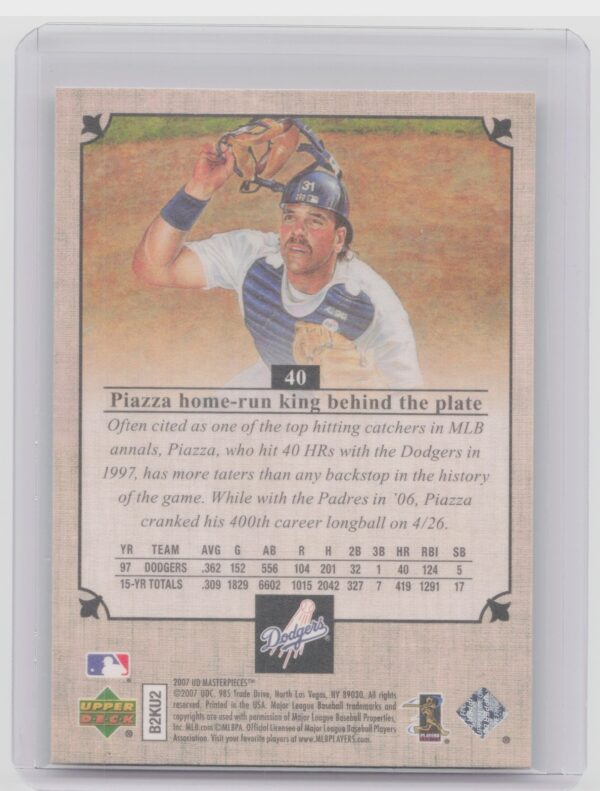 31
40
Piazza home-run king behind the plate
Often cited as one of the top hitting catchers in MLB
annals, Piazza, who hit 40 HRs with the Dodgers in
1997, has more taters than any backstop in the history
of the game. While with the Padres in '06, Piazza
cranked his 400th career longball on 4/26.
YR TEAM AVG G AB R H 2B 3B HR RBI SB
97 DODGERS .362 152 556 104 201 32 1 40 124 5
15-YR TOTALS .309 1829 6602 1015 2042 327 7 419 1291 17
Dodgers
2007 UD MASTERPIECES™
©2007 UDC, 985 Trade Drive, North Las Vegas, NV 89030. All rights
reserved. Printed in the USA. Major League Baseball trademarks and
copyrights are used with permission of Major League Baseball Properties,
Inc. MLB.com ©MLBPA. Official Licensee of Major League Baseball Players
Association. Visit your favorite players at www.MLBPLAYERS.com.
UPPER
DECK
B2KU2
PLAYERS